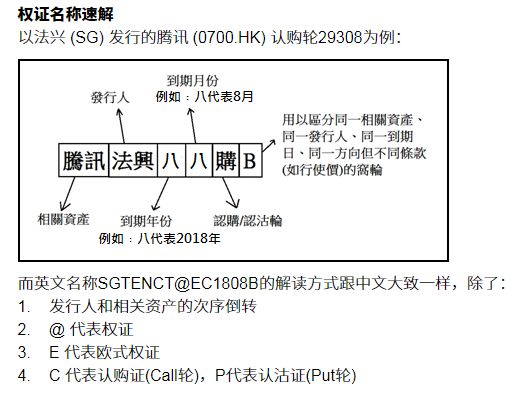 权证名称速解
以法兴 (SG) 发行的腾讯 (0700.HK) 认购轮29308为例：
到期月份
例如：八代表8月
發行人
用以區分同一相關資產、
同一發行人、同一到期
日、同一方向但不同條款
(如行使價)的窩輪
騰訊 法興 八 八 購 B
相關資產
到期年份
例如：八代表2018年
認購/認沽輪
而英文名称SGTENCT@EC1808B的解读方式跟中文大致一样，除了：
1. 发行人和相关资产的次序倒转
2. @ 代表权证
3. E 代表欧式权证
4. C 代表认购证(Call轮)，P代表认沽证(Put轮)